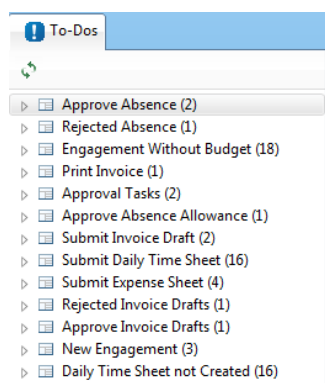 To-Dos
Approve Absence (2)
Rejected Absence (1)
Engagement Without Budget (18)
Print Invoice (1)
Approval Tasks (2)
Approve Absence Allowance (1)
Submit Invoice Draft (2)
Submit Daily Time Sheet (16)
Submit Expense Sheet (4)
Rejected Invoice Drafts (1)
Approve Invoice Drafts (1)
New Engagement (3)
Daily Time Sheet not Created (16)